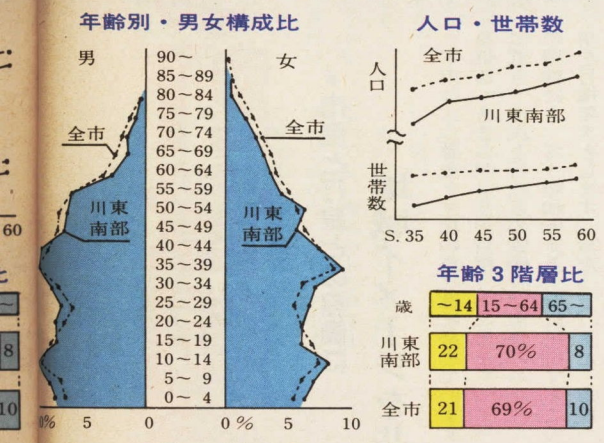 年齢別・男女構成比
男
女
90～
85～89
80～84
75～79
70～74
65～69
60～64
55～59
50～54
45～49
40～44
35～39
30～34
25～29
20～24
15～19
10～14
5～ 9
0～ 4
全市
全市
川東
南部
川東
南部
0%
5
0
0%
5
10
人口・世帯数
人口
全市
川東南部
世帯数
S.35
40
45
50
55
60
年齢3階層比
歳
～14
15～64
65～
川東
南部
22
70%
8
全市
21
69%
10
60
比
～
8
10